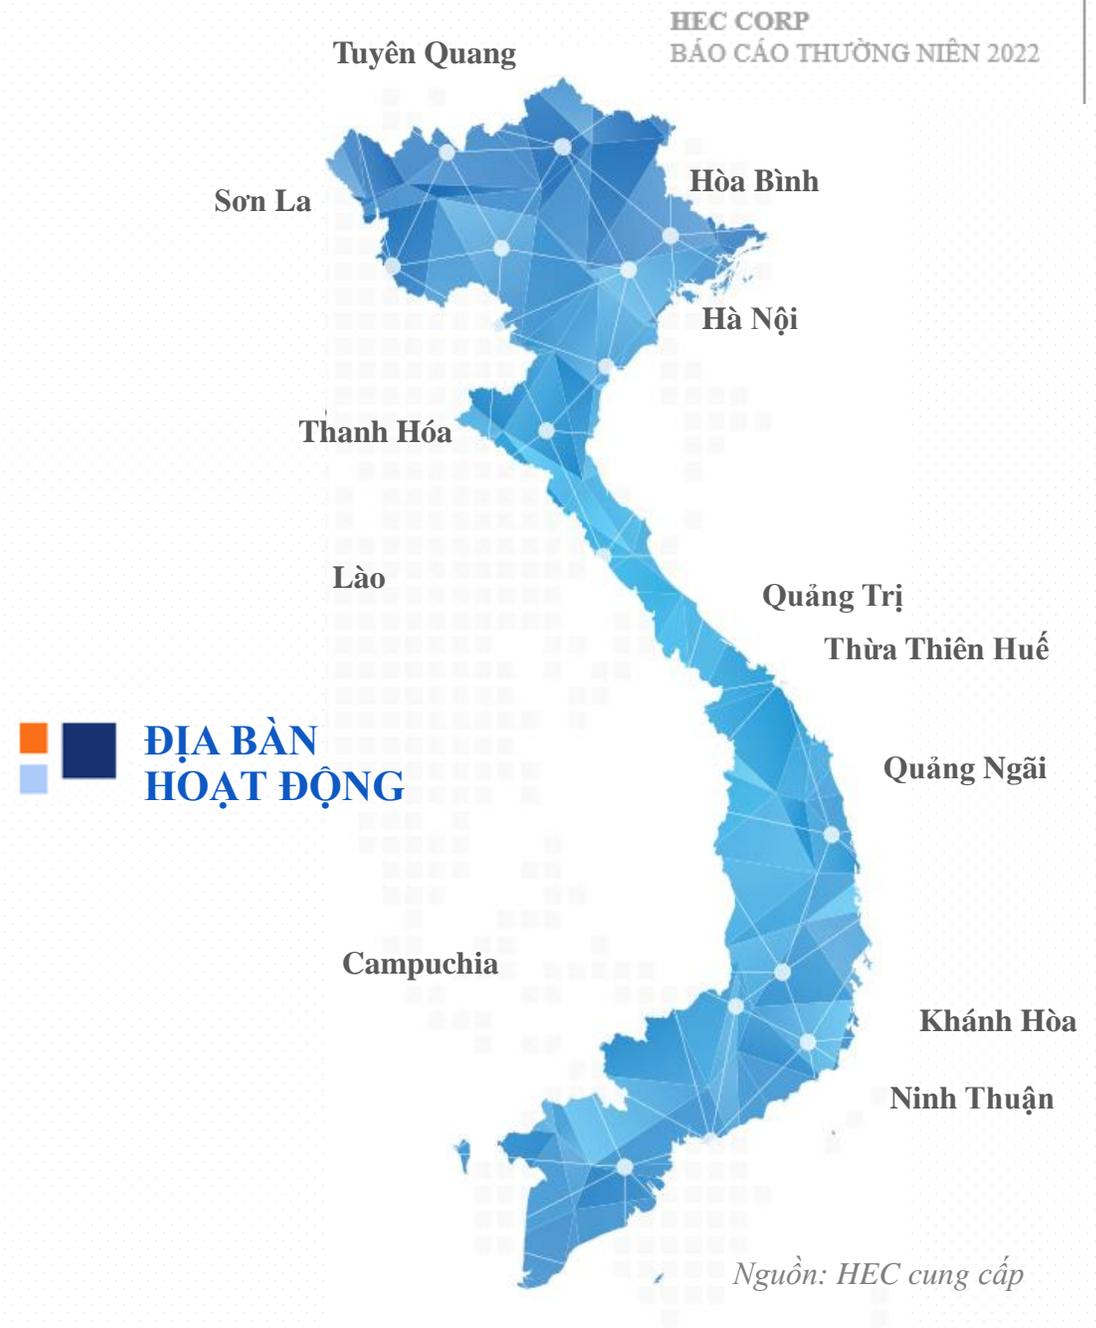 HEC CORP
BÁO CÁO THƯỜNG NIÊN 2022
Tuyên Quang
Hòa Bình
Sơn La
Hà Nội
Thanh Hóa
Lào
Quảng Trị
Thừa Thiên Huế
ĐỊA BÀN
HOẠT ĐỘNG
Quảng Ngãi
Campuchia
Khánh Hòa
Ninh Thuận
Nguồn: HEC cung cấp